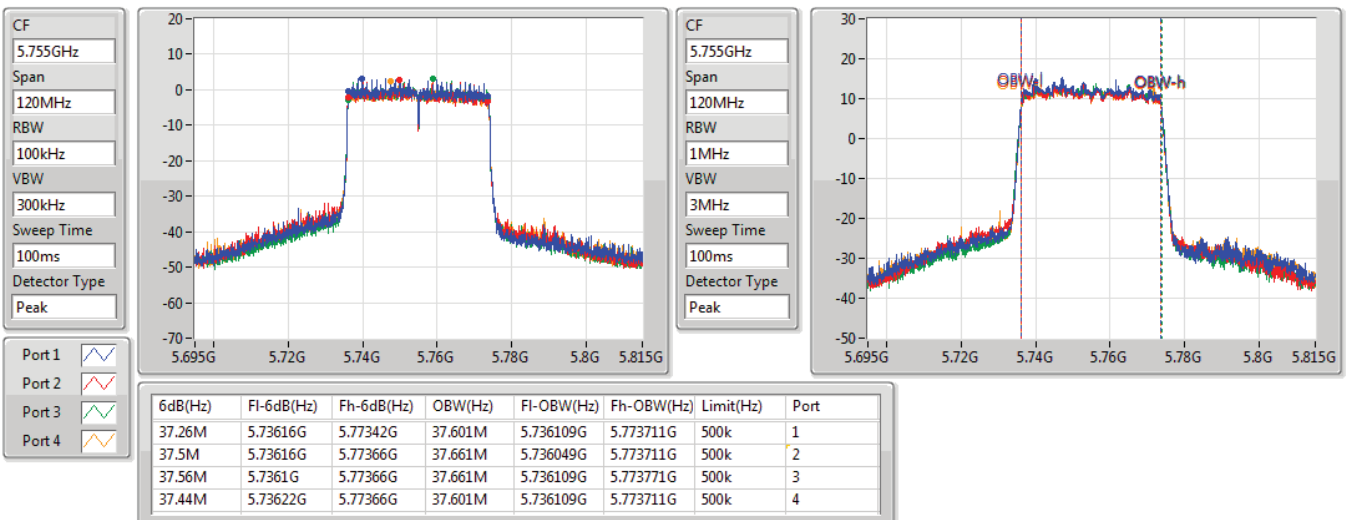 CF
5.755GHz
Span
120MHz
RBW
100kHz
VBW
300kHz
Sweep Time
100ms
Detector Type
Peak
20
10
0
-10
-20
-30
-40
-50
-60
-70
5.695G 5.72G 5.74G 5.76G 5.78G 5.8G 5.815G
CF
5.755GHz
Span
120MHz
RBW
1MHz
VBW
3MHz
Sweep Time
100ms
Detector Type
Peak
30
20
10
0
-10
-20
-30
-40
-50
OBW-l OBW-h
5.695G 5.72G 5.74G 5.76G 5.78G 5.8G 5.815G
Port 1
Port 2
Port 3
Port 4
6dB(Hz) Fl-6dB(Hz) Fh-6dB(Hz) OBW(Hz) Fl-OBW(Hz) Fh-OBW(Hz) Limit(Hz) Port
37.26M 5.73616G 5.77342G 37.601M 5.736109G 5.773711G 500k 1
37.5M 5.73616G 5.77366G 37.661M 5.736049G 5.773711G 500k 2
37.56M 5.7361G 5.77366G 37.661M 5.736109G 5.773771G 500k 3
37.44M 5.73622G 5.77366G 37.601M 5.736109G 5.773711G 500k 4